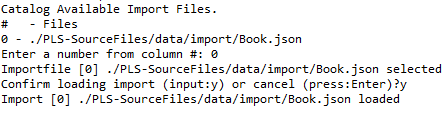 Catalog Available Import Files.
#   - Files
0 - ./PLS-SourceFiles/data/import/Book.json
Enter a number from column #: 0
Importfile [0] ./PLS-SourceFiles/data/import/Book.json selected
Confirm loading import (input:y) or cancel (press:Enter)?y
Import [0] ./PLS-SourceFiles/data/import/Book.json loaded